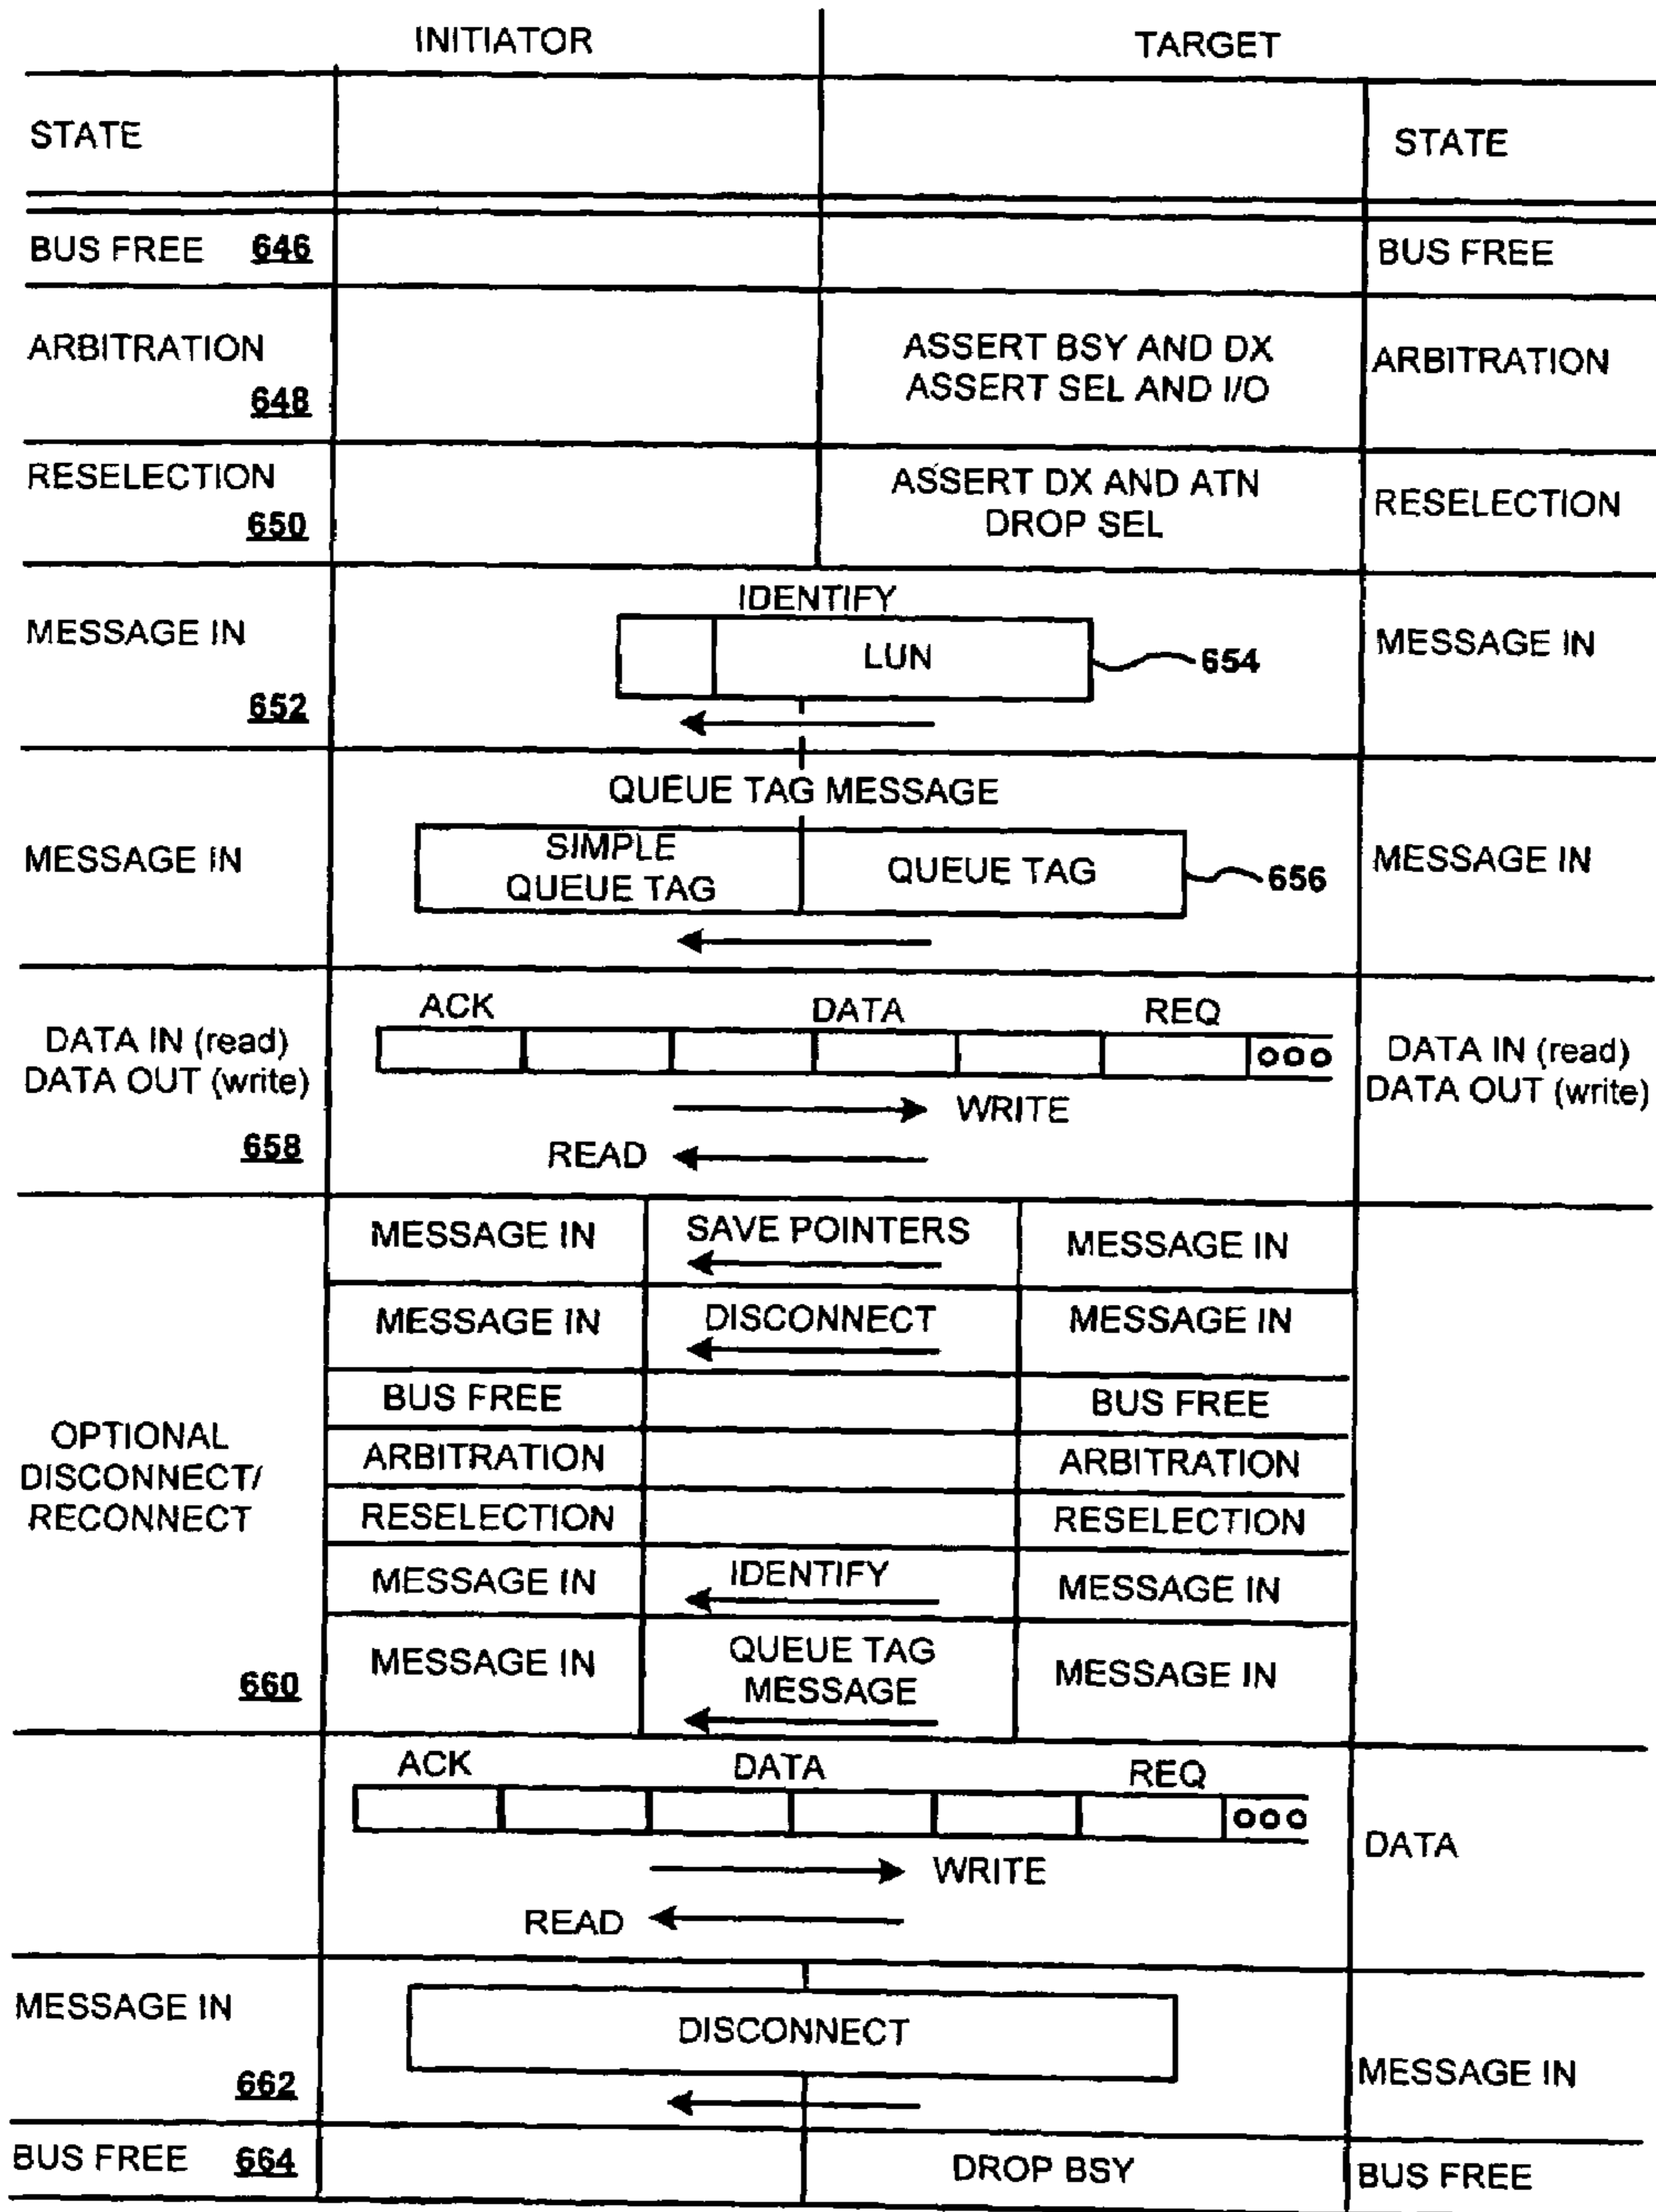 INITIATOR TARGET
STATE STATE
BUS FREE 646 BUS FREE
ARBITRATION 648 ASSERT BSY AND DX ARBITRATION
ASSERT SEL AND I/O
RESELECTION 650 ASSERT DX AND ATN RESELECTION
DROP SEL
IDENTIFY
MESSAGE IN LUN 654 MESSAGE IN
652
QUEUE TAG MESSAGE
MESSAGE IN SIMPLE QUEUE TAG QUEUE TAG 656 MESSAGE IN
ACK DATA REQ
DATA IN (read) ooo DATA IN (read)
DATA OUT (write) WRITE DATA OUT (write)
658 READ
MESSAGE IN SAVE POINTERS MESSAGE IN
MESSAGE IN DISCONNECT MESSAGE IN
BUS FREE BUS FREE
OPTIONAL
DISCONNECT/
RECONNECT
ARBITRATION ARBITRATION
RESELECTION RESELECTION
MESSAGE IN IDENTIFY MESSAGE IN
MESSAGE IN QUEUE TAG MESSAGE MESSAGE IN
660
ACK DATA REQ
ooo
DATA
WRITE
READ
MESSAGE IN
DISCONNECT
662 MESSAGE IN
BUS FREE 664 DROP BSY BUS FREE